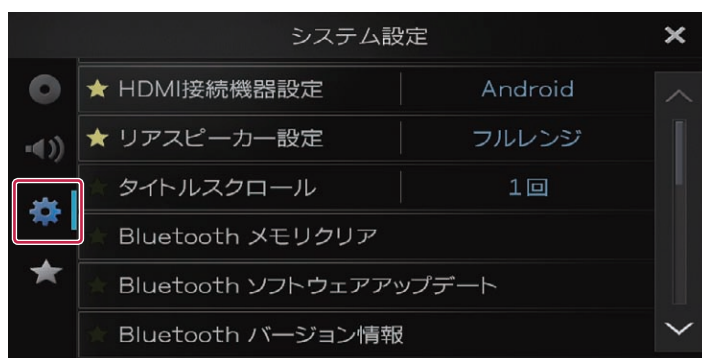 システム設定
HDMI接続機器設定 Android
リアスピーカー設定 フルレンジ
タイトルスクロール 1回
Bluetooth メモリクリア
Bluetooth ソフトウェアアップデート
Bluetooth バージョン情報